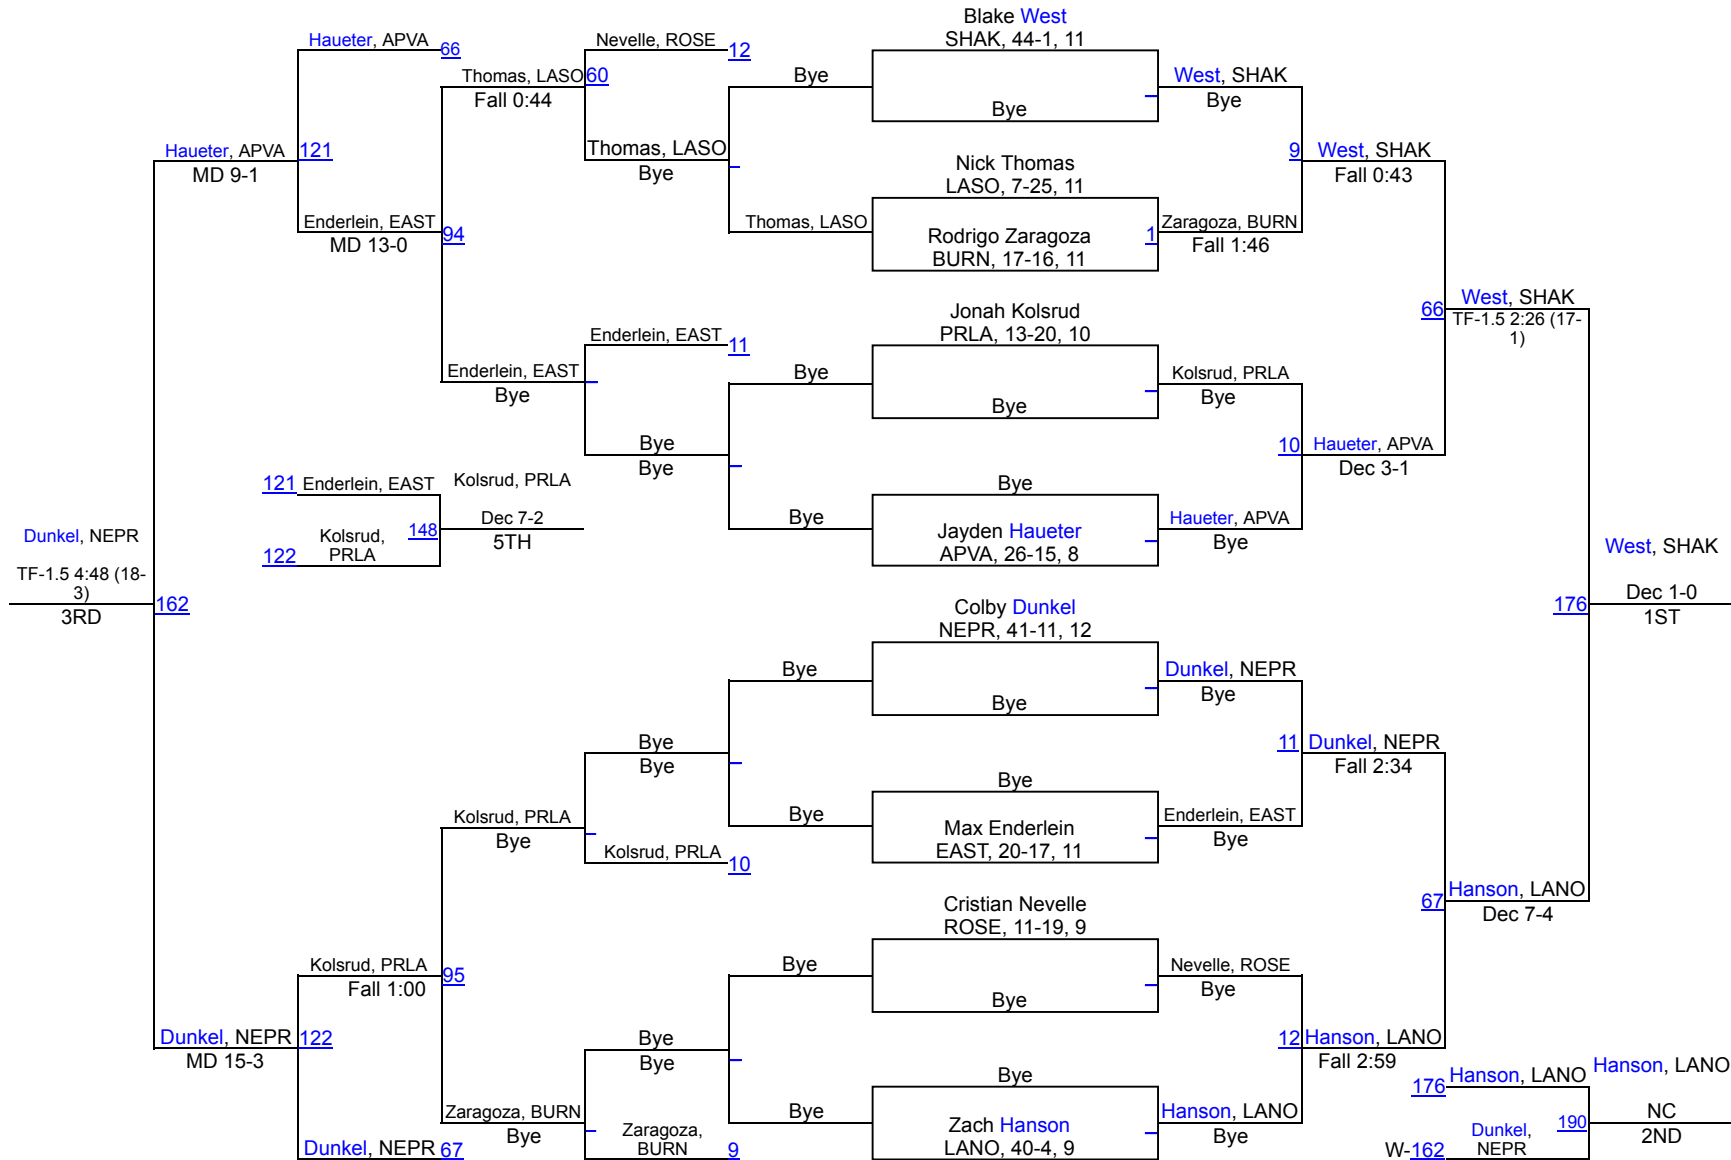 Blake West
SHAK, 44-1, 11
Haueter, APVA
66
Nevelle, ROSE
12
Thomas, LASO
60
Fall 0:44
Bye
West, SHAK
Bye
Bye
Haueter, APVA
121
MD 9-1
Thomas, LASO
Bye
Nick Thomas
LASO, 7-25, 11
9
West, SHAK
Fall 0:43
Enderlein, EAST
94
MD 13-0
Thomas, LASO
Rodrigo Zaragoza
BURN, 17-16, 11
1
Zaragoza, BURN
Fall 1:46
Jonah Kolsrud
PRLA, 13-20, 10
66
West, SHAK
TF-1.5 2:26 (17-
1)
Enderlein, EAST
11
Enderlein, EAST
Bye
Bye
Kolsrud, PRLA
Bye
Bye
Bye
Bye
10
Haueter, APVA
Dec 3-1
121
Enderlein, EAST
Kolsrud, PRLA
Bye
Dunkel, NEPR
TF-1.5 4:48 (18-
3)
3RD
162
122
Kolsrud,
PRLA
148
Dec 7-2
5TH
Bye
Jayden Haueter
APVA, 26-15, 8
Haueter, APVA
Bye
West, SHAK
176
Dec 1-0
1ST
Colby Dunkel
NEPR, 41-11, 12
Bye
Dunkel, NEPR
Bye
Bye
Bye
Bye
11
Dunkel, NEPR
Fall 2:34
Bye
Kolsrud, PRLA
Bye
Bye
Max Enderlein
EAST, 20-17, 11
Enderlein, EAST
Bye
Kolsrud, PRLA
10
Cristian Nevelle
ROSE, 11-19, 9
67
Hanson, LANO
Dec 7-4
Kolsrud, PRLA
95
Fall 1:00
Bye
Nevelle, ROSE
Bye
Bye
Dunkel, NEPR
122
MD 15-3
Bye
Bye
12
Hanson, LANO
Fall 2:59
Bye
176
Hanson, LANO
Hanson, LANO
Zaragoza, BURN
Bye
Zaragoza,
BURN
9
Bye
Zach Hanson
LANO, 40-4, 9
Hanson, LANO
Bye
Dunkel, NEPR
67
W-162
Dunkel,
NEPR
190
NC
2ND